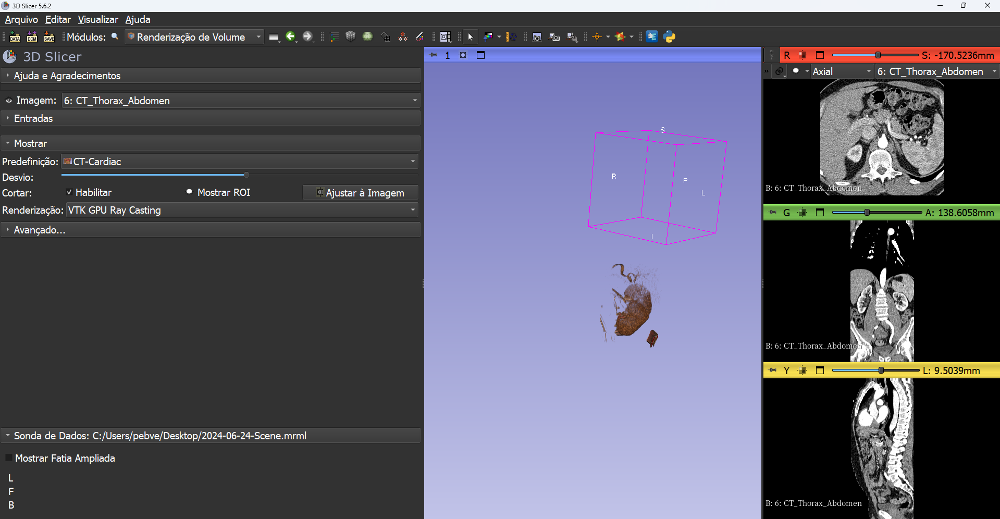 3D Slicer 5.6.2
Arquivo Editar Visualizar Ajuda
DATA DCM SAVE Módulos: Renderização de Volume
3D Slicer
Ajuda e Agradecimentos
Imagem: 6: CT_Thorax_Abdomen
Entradas
Mostrar
Predefinição: CT-Cardiac
Desvio:
Cortar: Habilitar Mostrar ROI Ajustar à Imagem
Renderização: VTK GPU Ray Casting
Avançado...
Sonda de Dados: C:/Users/pebve/Desktop/2024-06-24-Scene.mrml
Mostrar Fatia Ampliada
L
F
B
1
S
R
P
L
I
R S: -170.5236mm
» Axial 6: CT_Thorax_Abdomen
B: 6: CT_Thorax_Abdomen
G A: 138.6058mm
B: 6: CT_Thorax_Abdomen
Y L: 9.5039mm
B: 6: CT_Thorax_Abdomen